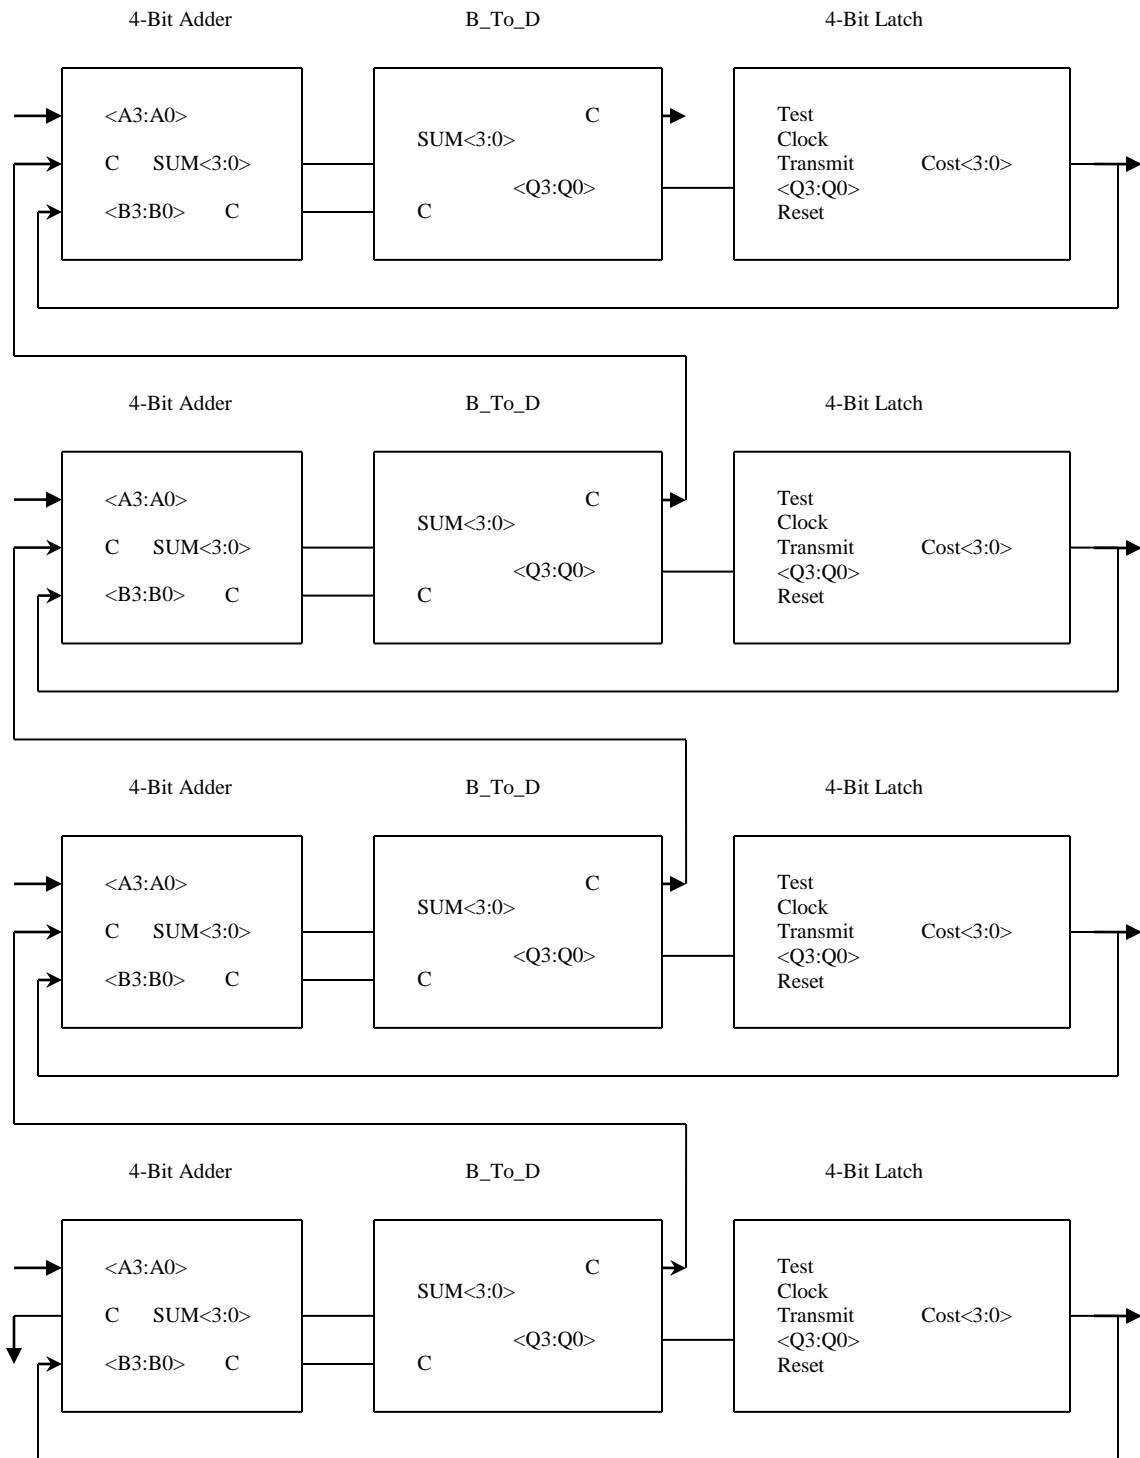 4-Bit Adder B_To_D 4-Bit Latch
<A3:A0> C Test
SUM<3:0> Clock
C SUM<3:0> Transmit Cost<3:0>
<Q3:Q0> <Q3:Q0>
<B3:B0> C C Reset
4-Bit Adder B_To_D 4-Bit Latch
<A3:A0> C Test
SUM<3:0> Clock
C SUM<3:0> Transmit Cost<3:0>
<Q3:Q0> <Q3:Q0>
<B3:B0> C C Reset
4-Bit Adder B_To_D 4-Bit Latch
<A3:A0> C Test
SUM<3:0> Clock
C SUM<3:0> Transmit Cost<3:0>
<Q3:Q0> <Q3:Q0>
<B3:B0> C C Reset
4-Bit Adder B_To_D 4-Bit Latch
<A3:A0> C Test
SUM<3:0> Clock
C SUM<3:0> Transmit Cost<3:0>
<Q3:Q0> <Q3:Q0>
<B3:B0> C C Reset